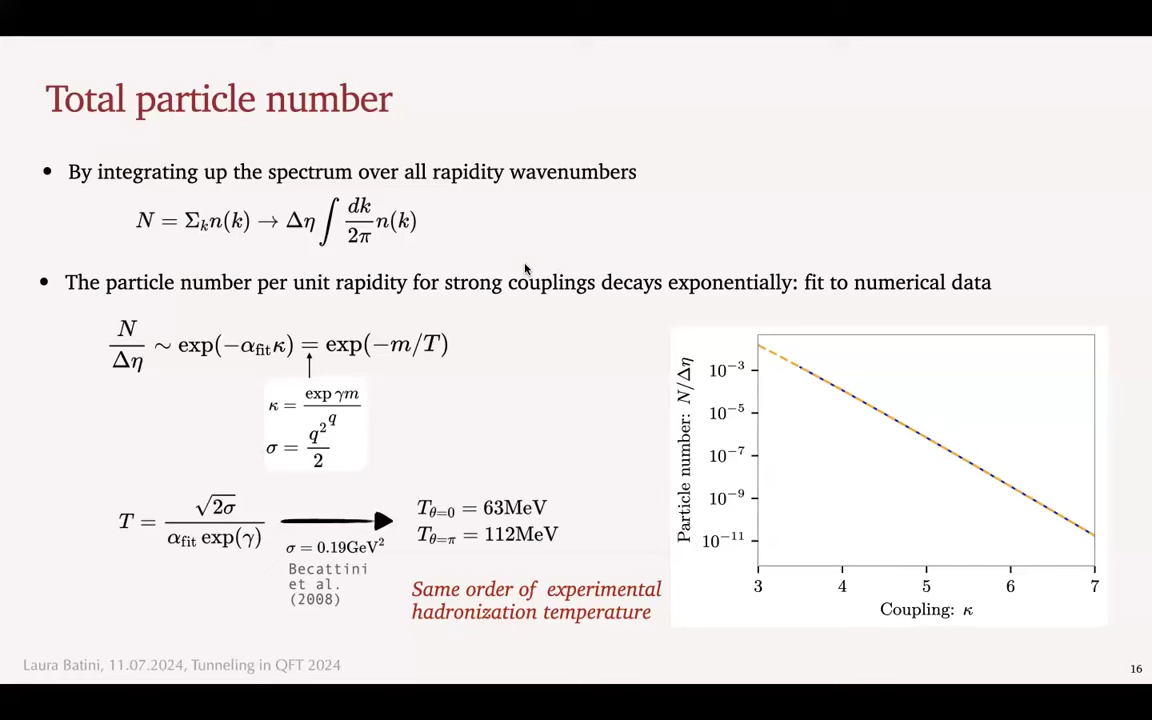 Total particle number
• By integrating up the spectrum over all rapidity wavenumbers
N = Σ_k n(k) → Δη ∫ dk/2π n(k)
• The particle number per unit rapidity for strong couplings decays exponentially: fit to numerical data
N/Δη ∼ exp(−α_fit κ) = exp(−m/T)
κ = exp γm/q
σ = q²/2
T = √2σ / α_fit exp(γ)
σ = 0.19GeV²
Becattini
et al.
(2008)
T_θ=0 = 63MeV
T_θ=π = 112MeV
Same order of experimental
hadronization temperature
Particle number: N/Δη
10⁻³
10⁻⁵
10⁻⁷
10⁻⁹
10⁻¹¹
3 4 5 6 7
Coupling: κ
Laura Batini, 11.07.2024, Tunneling in QFT 2024
16